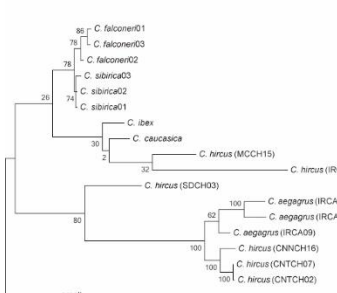 86
C. falconeri01
78
C. falconeri03
C. falconeri02
78
C. sibirica03
C. sibirica02
74
C. sibirica01
26
C. ibex
30
C. caucasica
2
C. hircus (MCCH15)
32
C. hircus (IR
C. hircus (SDCH03)
80
C. aegagrus (IRCA
100
C. aegagrus (IRCA
62
C. aegagrus (IRCA09)
100
C. hircus (CNNCH16)
100
C. hircus (CNTCH07)
100
C. hircus (CNTCH02)